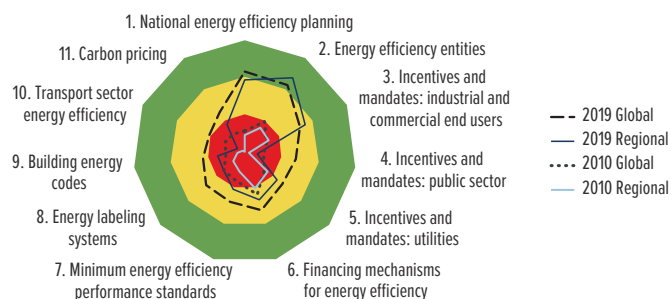 1. National energy efficiency planning
2. Energy efficiency entities
3. Incentives and
mandates: industrial and
commercial end users
4. Incentives and
mandates: public sector
5. Incentives and
mandates: utilities
6. Financing mechanisms
for energy efficiency
7. Minimum energy efficiency
performance standards
8. Energy labeling
systems
9. Building energy
codes
10. Transport sector
energy efficiency
11. Carbon pricing
2019 Global
2019 Regional
2010 Global
2010 Regional